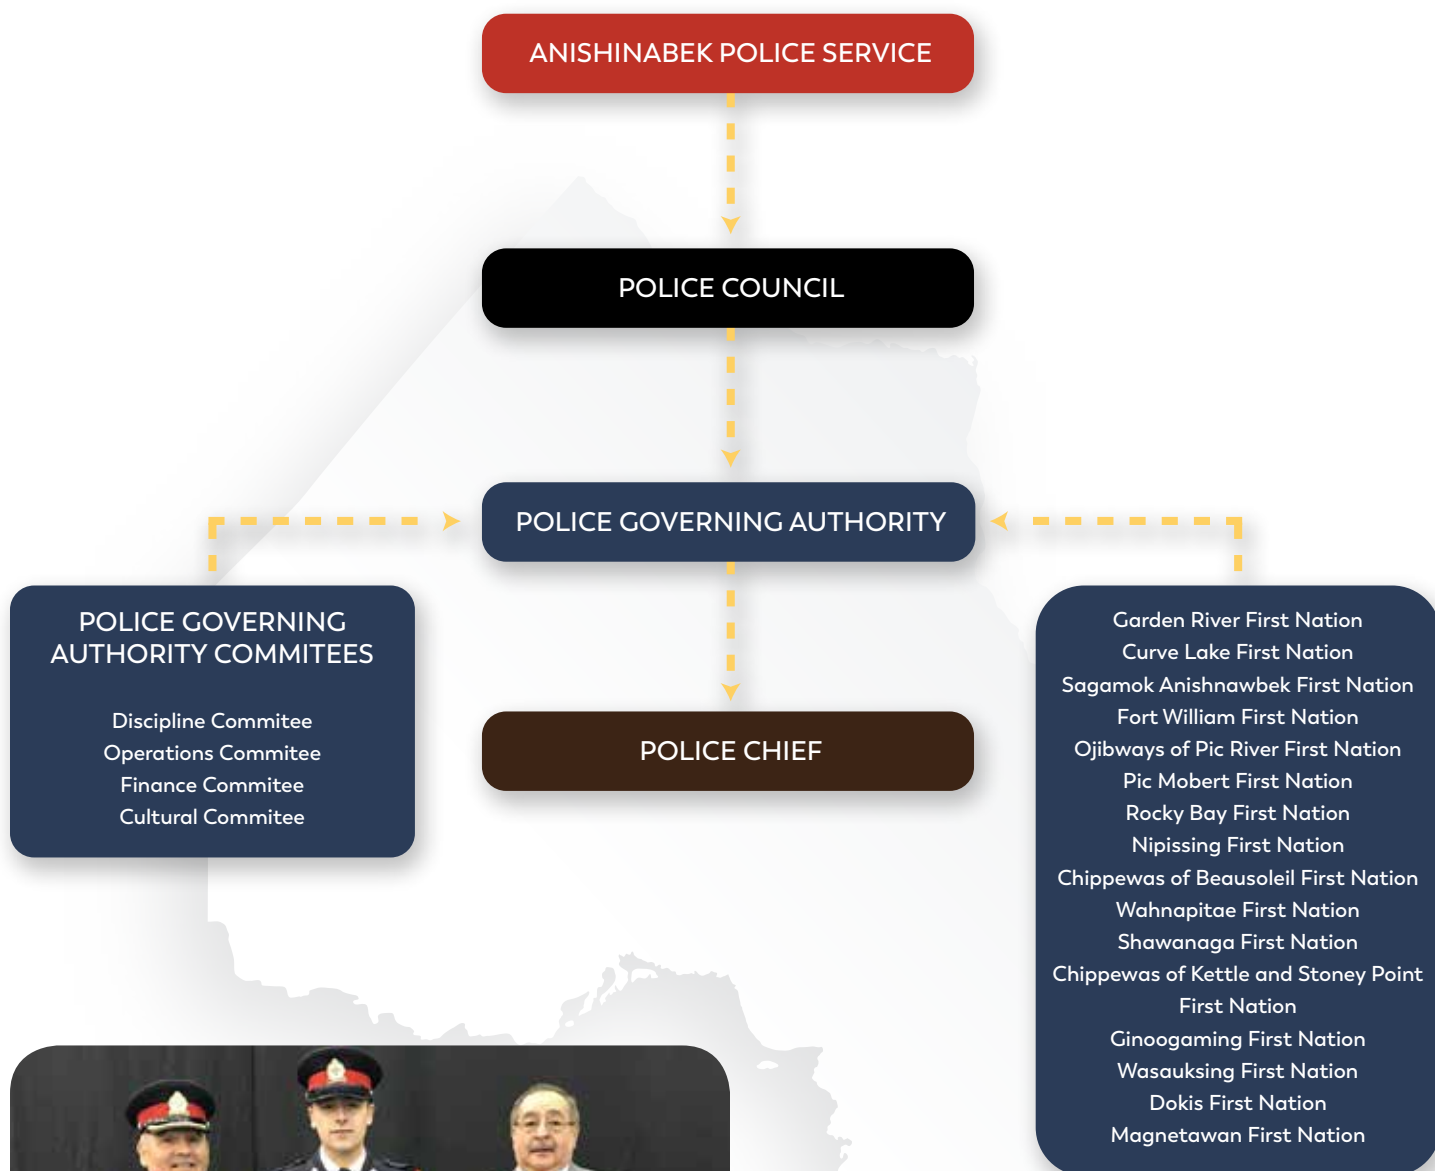 ANISHINABEK POLICE SERVICE
POLICE COUNCIL
POLICE GOVERNING AUTHORITY
POLICE GOVERNING
AUTHORITY COMMITEES
Discipline Commitee
Operations Commitee
Finance Commitee
Cultural Commitee
POLICE CHIEF
Garden River First Nation
Curve Lake First Nation
Sagamok Anishnawbek First Nation
Fort William First Nation
Ojibways of Pic River First Nation
Pic Mobert First Nation
Rocky Bay First Nation
Nipissing First Nation
Chippewas of Beausoleil First Nation
Wahnapitae First Nation
Shawanaga First Nation
Chippewas of Kettle and Stoney Point
First Nation
Ginoogaming First Nation
Wasauksing First Nation
Dokis First Nation
Magnetawan First Nation